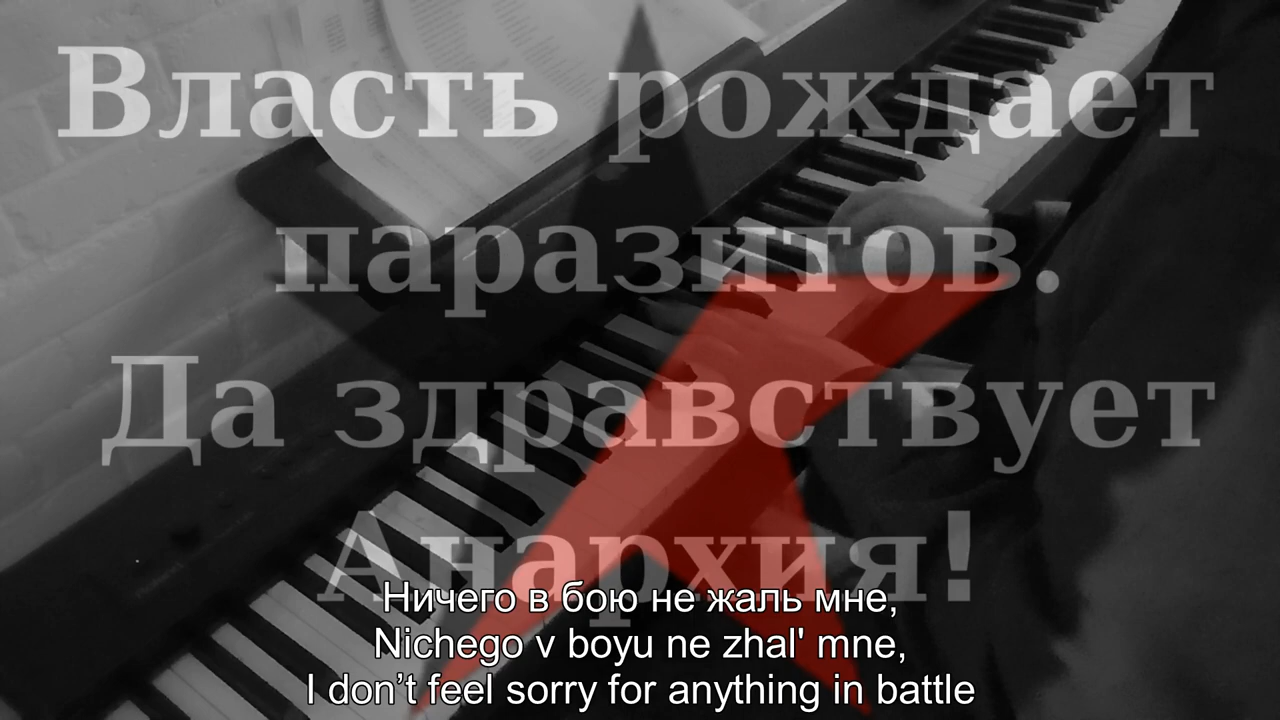 Власть рождает
паразитов.
Да здравствует
Анархия!
Ничего в бою не жаль мне,
Nichego v boyu ne zhal' mne,
I don’t feel sorry for anything in battle